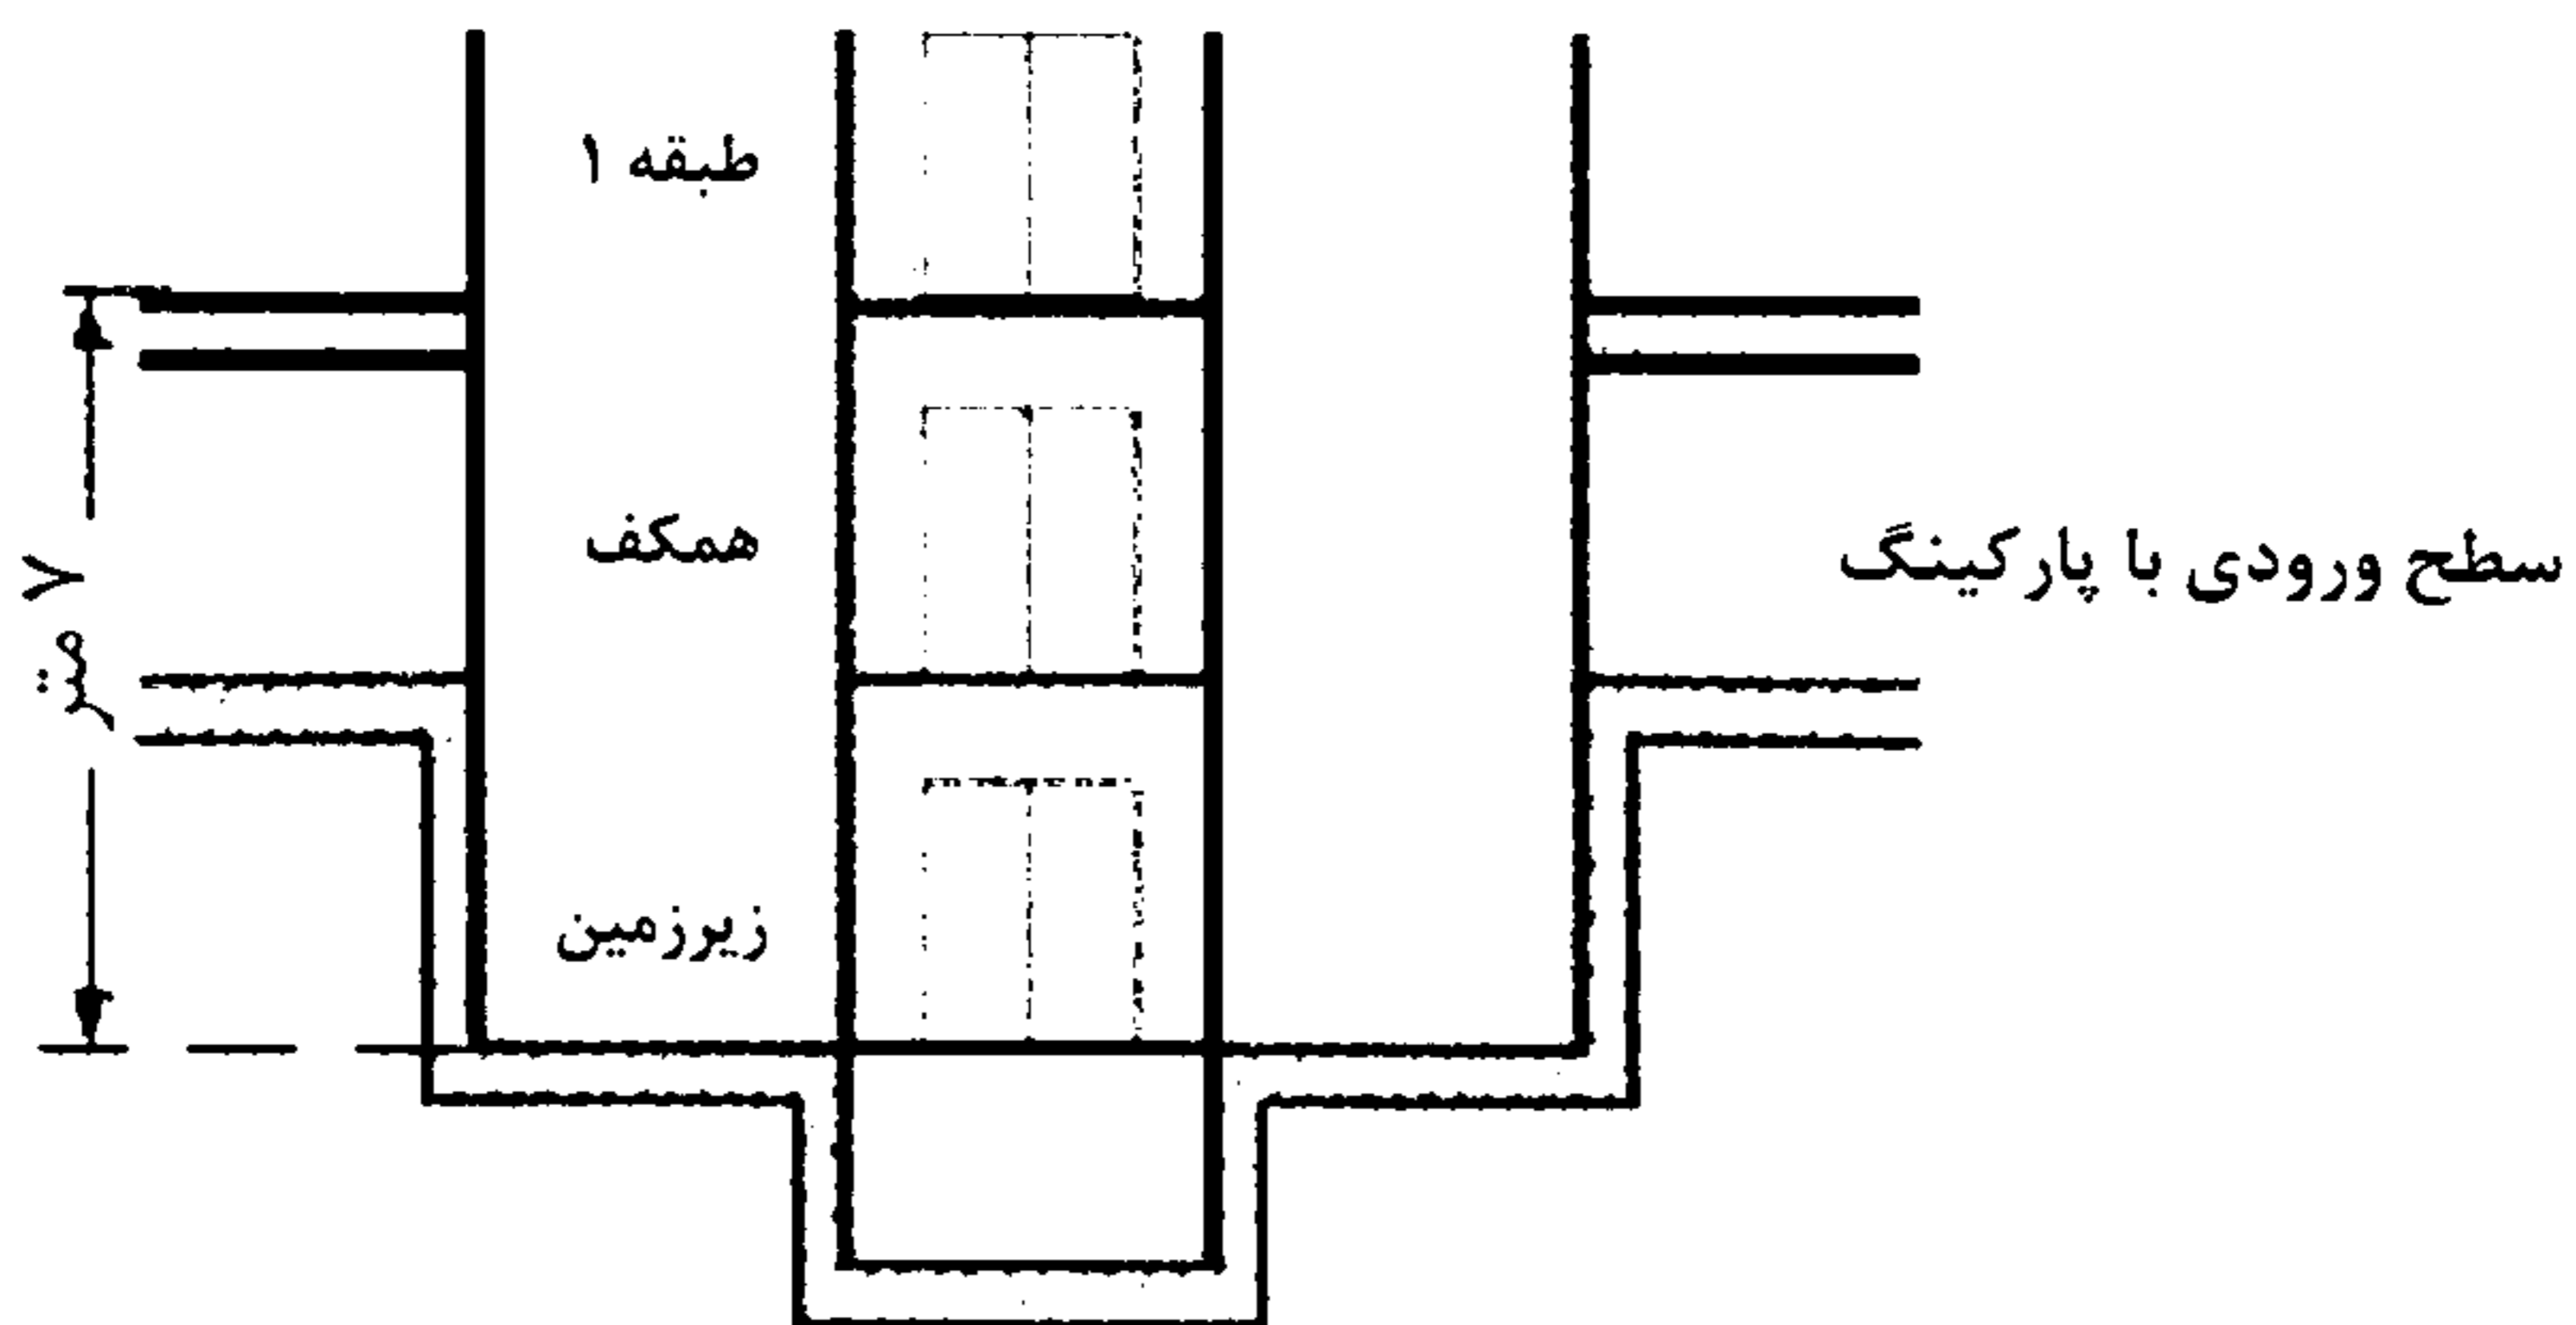 طبقه ۱
همکف
سطح ورودی با پارکینگ
۷ متر
زیرزمین